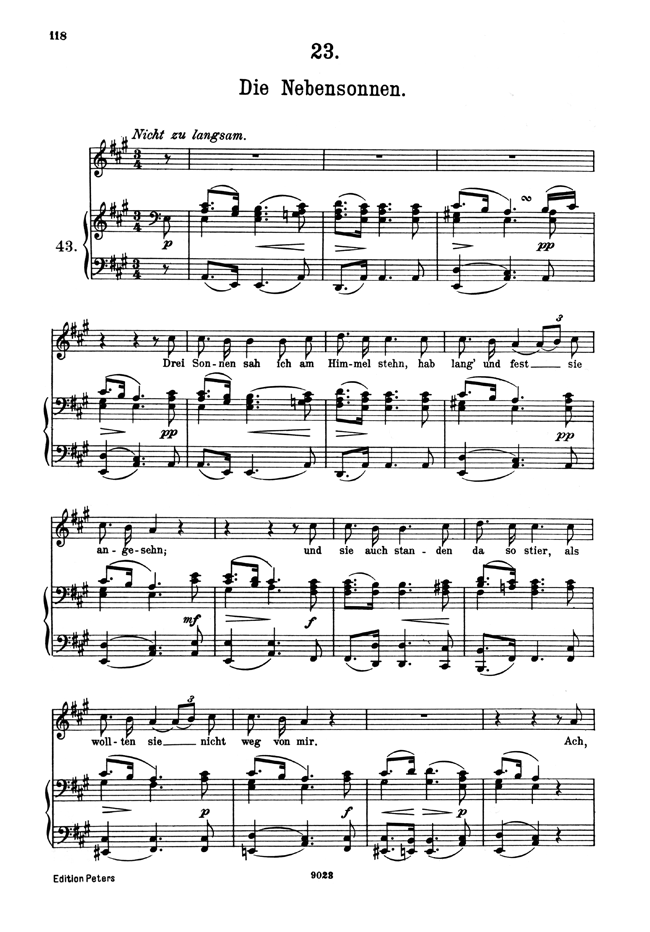 118
23.
Die Nebensonnen.
Nicht zu langsam.
43.
p
pp
3
Drei Son-nen sah ich am Him-mel stehn, hab lang' und fest sie
pp
pp
an-ge-sehn; und sie auch stan-den da so stier, als
mf f
3
woll-ten sie nicht weg von mir. Ach,
p f p
Edition Peters
9023